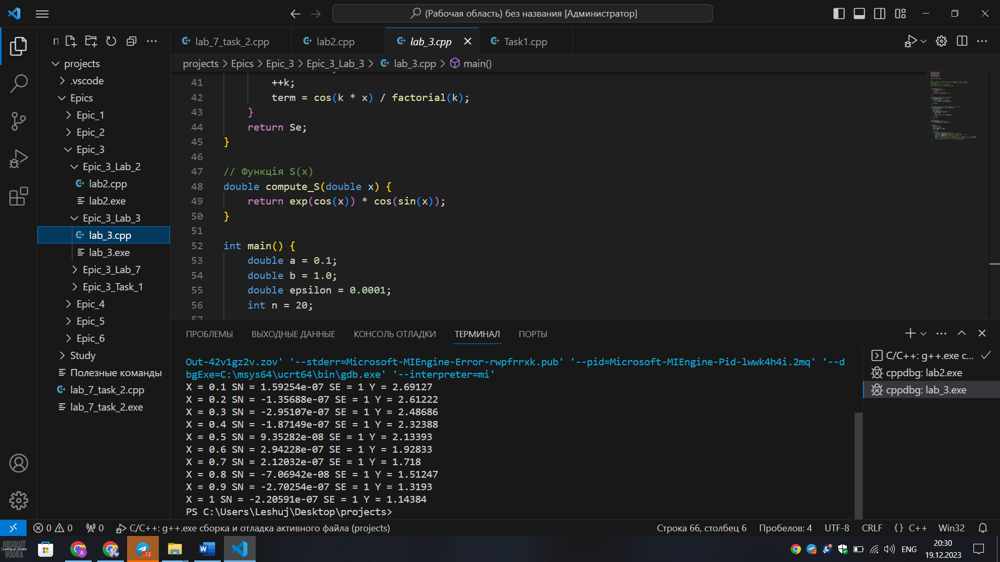 (Рабочая область) без названия [Администратор]
lab_7_task_2.cpp
lab2.cpp
lab_3.cpp
Task1.cpp
projects > Epics > Epic_3 > Epic_3_Lab_3 > lab_3.cpp > main()
П
projects
.vscode
Epics
Epic_1
Epic_2
Epic_3
Epic_3_Lab_2
lab2.cpp
lab2.exe
Epic_3_Lab_3
lab_3.cpp
lab_3.exe
Epic_3_Lab_7
Epic_3_Task_1
Epic_4
Epic_5
Epic_6
Study
Полезные команды
lab_7_task_2.cpp
lab_7_task_2.exe
41 ++k;
42 term = cos(k * x) / factorial(k);
43 }
44 return Se;
45 }
46
47 // Функція S(x)
48 double compute_S(double x) {
49 return exp(cos(x)) * cos(sin(x));
50 }
51
52 int main() {
53 double a = 0.1;
54 double b = 1.0;
55 double epsilon = 0.0001;
56 int n = 20;
57
ПРОБЛЕМЫ ВЫХОДНЫЕ ДАННЫЕ КОНСОЛЬ ОТЛАДКИ ТЕРМИНАЛ ПОРТЫ
Out-42v1gz2v.zov' '--stderr=Microsoft-MIEngine-Error-rwpfrrxk.pub' '--pid=Microsoft-MIEngine-Pid-lwwk4h4i.2mq' '--d
bgExe=C:\msys64\ucrt64\bin\gdb.exe' '--interpreter=mi'
X = 0.1 SN = 1.59254e-07 SE = 1 Y = 2.69127
X = 0.2 SN = -1.35688e-07 SE = 1 Y = 2.61222
X = 0.3 SN = -2.95107e-07 SE = 1 Y = 2.48686
X = 0.4 SN = -1.87149e-07 SE = 1 Y = 2.32388
X = 0.5 SN = 9.35282e-08 SE = 1 Y = 2.13393
X = 0.6 SN = 2.94228e-07 SE = 1 Y = 1.92833
X = 0.7 SN = 2.12032e-07 SE = 1 Y = 1.718
X = 0.8 SN = -7.06942e-08 SE = 1 Y = 1.51247
X = 0.9 SN = -2.70254e-07 SE = 1 Y = 1.3193
X = 1 SN = -2.20591e-07 SE = 1 Y = 1.14384
PS C:\Users\Leshuj\Desktop\projects>
C/C++: g++.exe с...
cppdbg: lab2.exe
cppdbg: lab_3.exe
0 0 0 C/C++: g++.exe сборка и отладка активного файла (projects)
Строка 66, столбец 6 Пробелов: 4 UTF-8 CRLF {} C++ Win32
ABSOLUT
Country of Sweden
VODKA
A
..12
ENG
20:30
19.12.2023